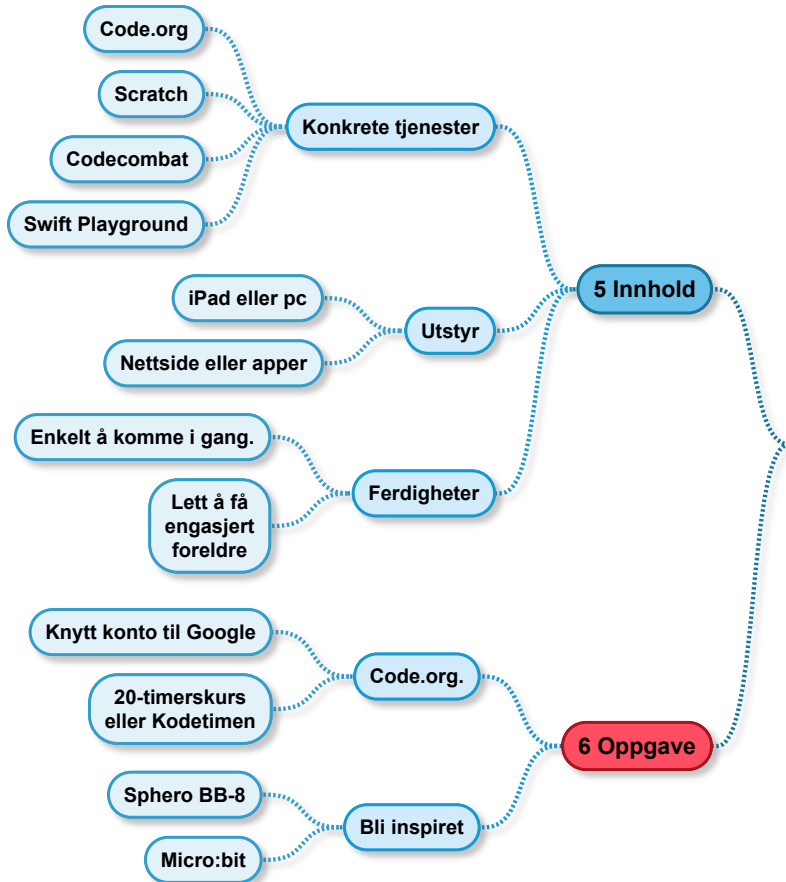 Code.org
Scratch
Codecombat
Swift Playground
Konkrete tjenester
iPad eller pc
Nettside eller apper
Utstyr
Enkelt å komme i gang.
Lett å få
engasjert
foreldre
Ferdigheter
5 Innhold
Knytt konto til Google
20-timerskurs
eller Kodetimen
Code.org.
Sphero BB-8
Micro:bit
Bli inspiret
6 Oppgave